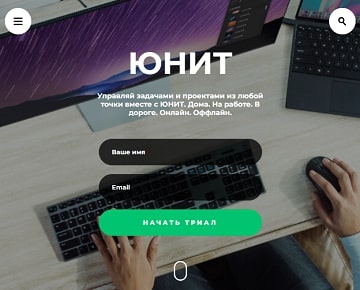 ЮНИТ
Управляй задачами и проектами из любой
точки вместе с ЮНИТ. Дома. На работе. В
дороге. Онлайн. Оффлайн.
Ваше имя
Email
НАЧАТЬ ТРИАЛ